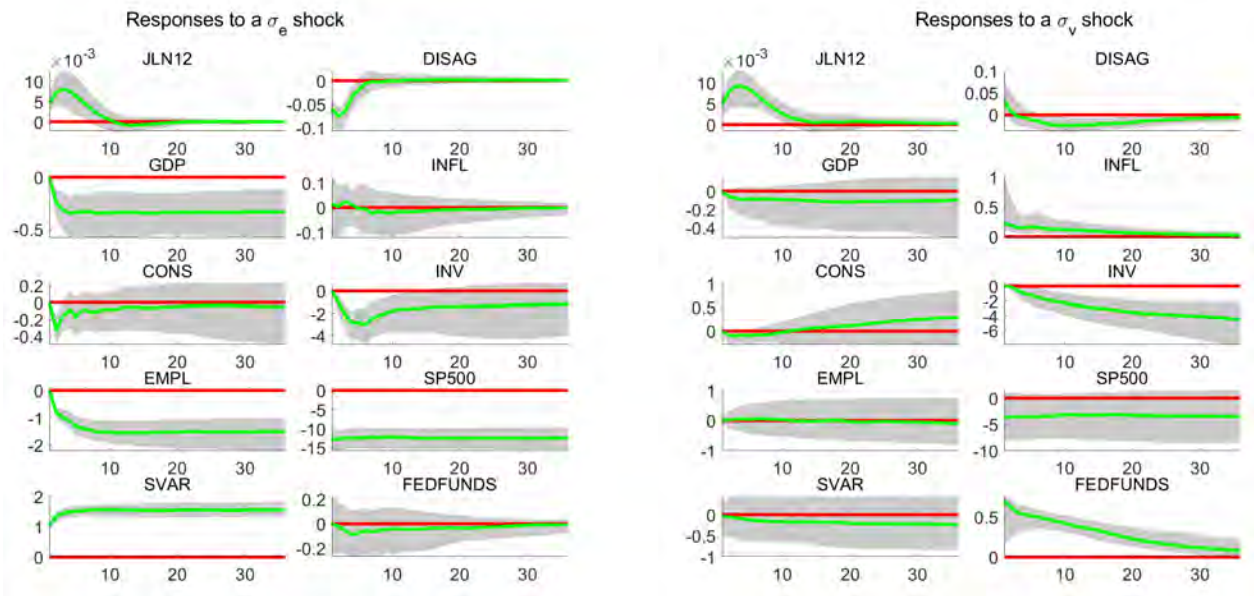 Responses to a σe shock
×10-3 JLN12
10
5
0
10 20 30
DISAG
0
-0.05
-0.1
10 20 30
GDP
0
-0.5
10 20 30
INFL
0.1
0
-0.1
10 20 30
CONS
0.2
0
-0.2
-0.4
10 20 30
INV
0
-2
-4
10 20 30
EMPL
0
-1
-2
10 20 30
SP500
0
-5
-10
-15
10 20 30
SVAR
2
1
0
10 20 30
FEDFUNDS
0.2
0
-0.2
10 20 30
Responses to a σv shock
×10-3 JLN12
10
5
0
10 20 30
DISAG
0.1
0.05
0
10 20 30
GDP
0
-0.2
-0.4
10 20 30
INFL
1
0.5
0
10 20 30
CONS
1
0.5
0
10 20 30
INV
0
-2
-4
-6
10 20 30
EMPL
1
0
-1
10 20 30
SP500
0
-5
-10
10 20 30
SVAR
0
-0.5
-1
10 20 30
FEDFUNDS
0.5
0
10 20 30